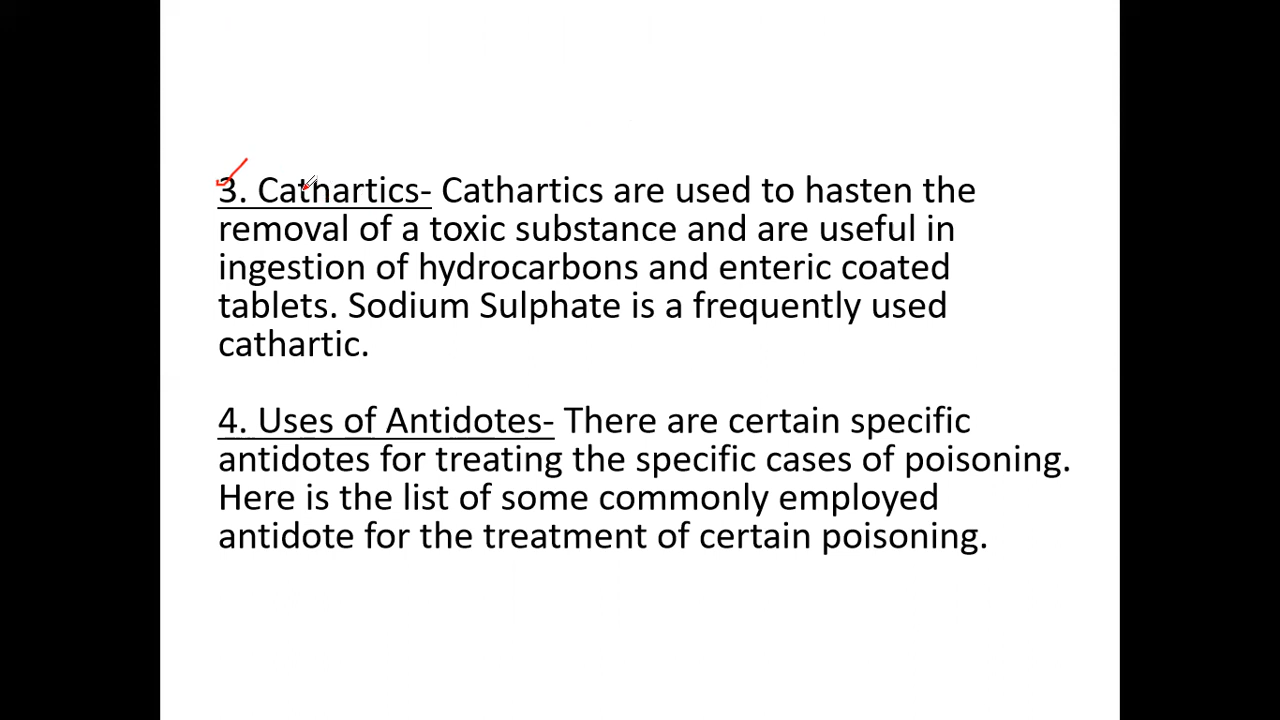 3. Cathartics- Cathartics are used to hasten the
removal of a toxic substance and are useful in
ingestion of hydrocarbons and enteric coated
tablets. Sodium Sulphate is a frequently used
cathartic.
4. Uses of Antidotes- There are certain specific
antidotes for treating the specific cases of poisoning.
Here is the list of some commonly employed
antidote for the treatment of certain poisoning.